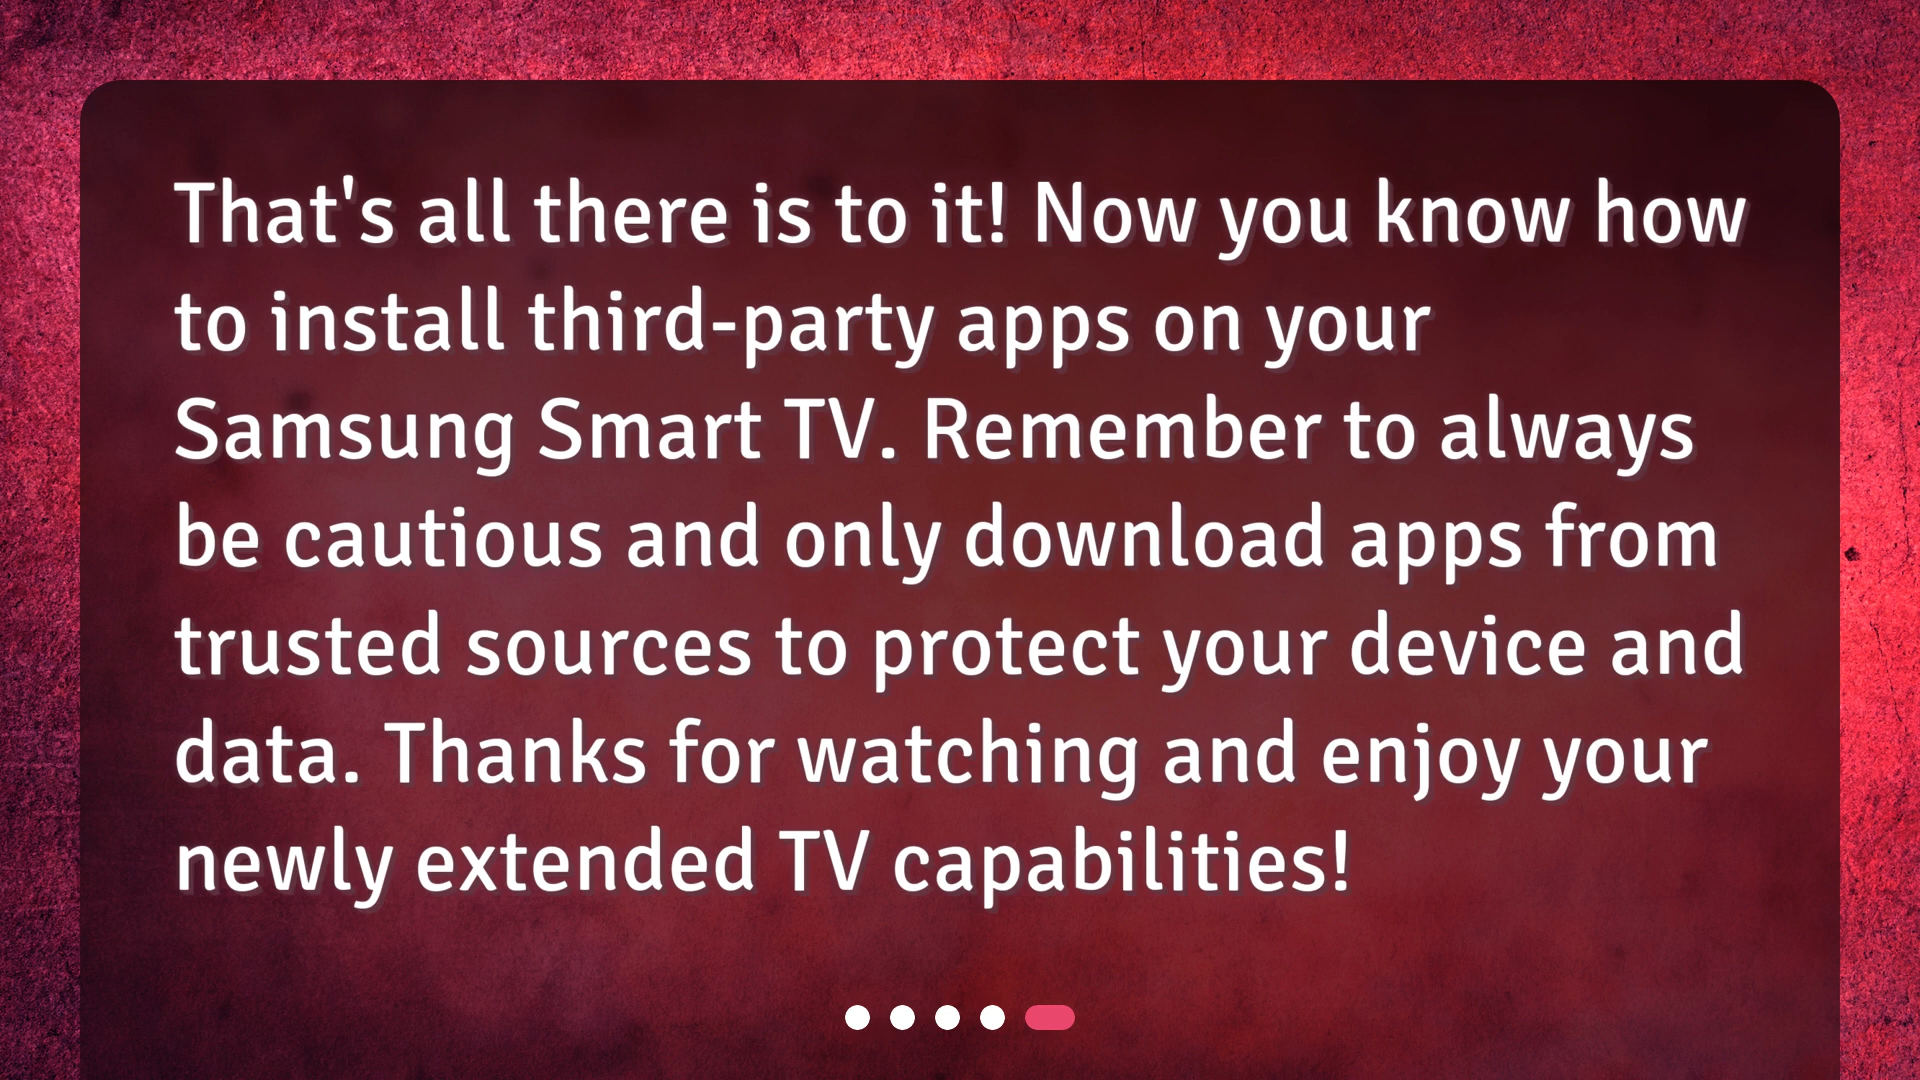 That's all there is to it! Now you know how
to install third-party apps on your
Samsung Smart TV. Remember to always
be cautious and only download apps from
trusted sources to protect your device and
data. Thanks for watching and enjoy your
newly extended TV capabilities!